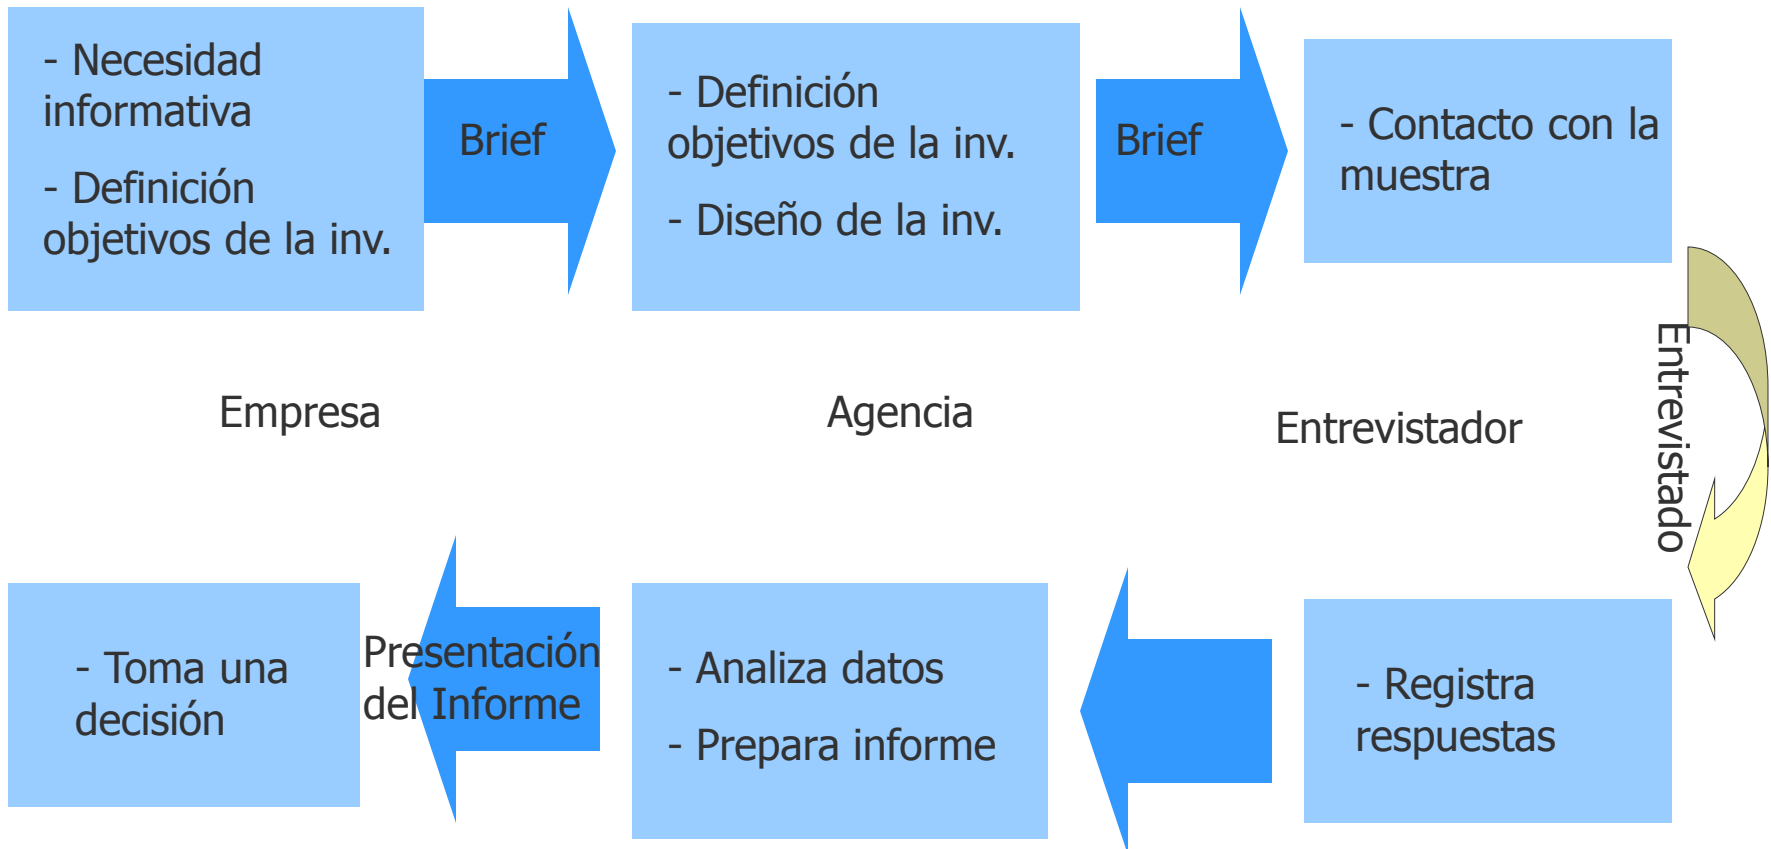 - Necesidad
informativa
- Definición
objetivos de la inv.
Brief
- Definición
objetivos de la inv.
- Diseño de la inv.
Brief
- Contacto con la
muestra
Empresa
Agencia
Entrevistador
Entrevistado
- Toma una
decisión
Presentación
del Informe
- Analiza datos
- Prepara informe
- Registra
respuestas